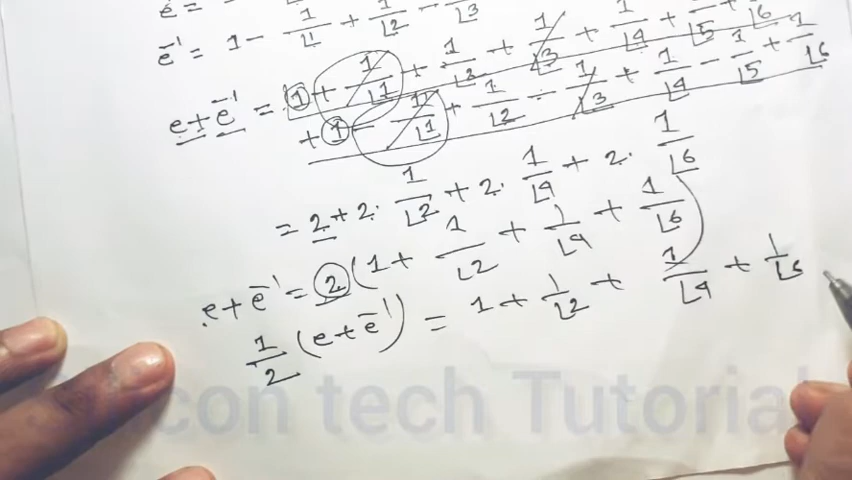 e =
e⁻¹ = 1 - 1/⌊1 + 1/⌊2 - 1/⌊3
e + e⁻¹ = 1 + 1/⌊1 + 1/⌊2 + 1/⌊3 + 1/⌊4 + 1/⌊5 + 1/⌊6
+ 1 - 1/⌊1 + 1/⌊2 - 1/⌊3 + 1/⌊4 - 1/⌊5 + 1/⌊6
= 2 + 2. 1/⌊2 + 2. 1/⌊4 + 2. 1/⌊6
e + e⁻¹ = 2 (1 + 1/⌊2 + 1/⌊4 + 1/⌊6
1/2 (e + e⁻¹) = 1 + 1/⌊2 + 1/⌊4 + 1/⌊6
con tech Tutorial